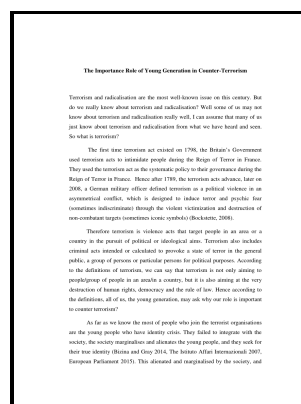 The Importance Role of Young Generation in Counter-Terrorism
Terrorism and radicalisation are the most well-known issue on this century. But
do we really know about terrorism and radicalisation? Well some of us may not
know about terrorism and radicalisation really well, I can assume that many of us
just know about terrorism and radicalisation from what we have heard and seen.
So what is terrorism?
The first time terrorism act existed on 1798, the Britain's Government
used terrorism acts to intimidate people during the Reign of Terror in France.
They used the terrorism act as the systematic policy to their governance during the
Reign of Terror in France. Hence after 1789, the terrorism acts advance, later on
2008, a German military officer defined terrorism as a political violence in an
asymmetrical conflict, which is designed to induce terror and psychic fear
(sometimes indiscriminate) through the violent victimization and destruction of
non-combatant targets (sometimes iconic symbols) (Bockstette, 2008).
Therefore terrorism is violence acts that target people in an area or a
country in the pursuit of political or ideological aims. Terrorism also includes
criminal acts intended or calculated to provoke a state of terror in the general
public, a group of persons or particular persons for political purposes. According
to the definitions of terrorism, we can say that terrorism is not only aiming to
people/group of people in an area/in a country, but it is also aiming at the very
destruction of human rights, democracy and the rule of law. Hence according to
the definitions, all of us, the young generation, may ask why our role is important
to counter terrorism?
As far as we know the most of people who join the terrorist organisations
are the young people who have identity crisis. They failed to integrate with the
society, the society marginalises and alienates the young people, and they seek for
their true identity (Bizina and Gray 2014, The Istituto Affari Internazionali 2007,
European Parliament 2015). This alienated and marginalised by the society, and